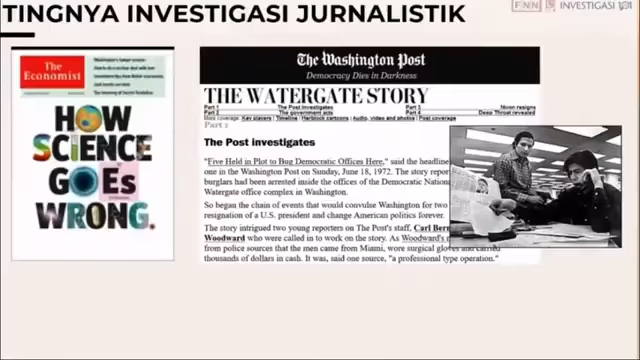 TINGNYA INVESTIGASI JURNALISTIK
FNN
INVESTIGASI
The
Economist
HOW
SCIENCE
GOEs
WRONG.
The Washington Post
Democracy Dies in Darkness
THE WATERGATE STORY
Part 1 The Post Investigates Part 3 Nixon resigns
Part 2 The government acts Part 4 Deep Throat revealed
More coverage: Key players | Timeline | Herblock cartoons | Audio, video and photos | Post coverage
Part 1
The Post investigates
"Five Held in Plot to Bug Democratic Offices Here," said the headline
one in the Washington Post on Sunday, June 18, 1972. The story repor
burglars had been arrested inside the offices of the Democratic Nation
Watergate office complex in Washington.
So began the chain of events that would convulse Washington for two
resignation of a U.S. president and change American politics forever.
The story intrigued two young reporters on The Post's staff, Carl Bern
Woodward who were called in to work on the story. As Woodward's n
from police sources that the men came from Miami, wore surgical gloves and carried
thousands of dollars in cash. It was, said one source, "a professional type operation."